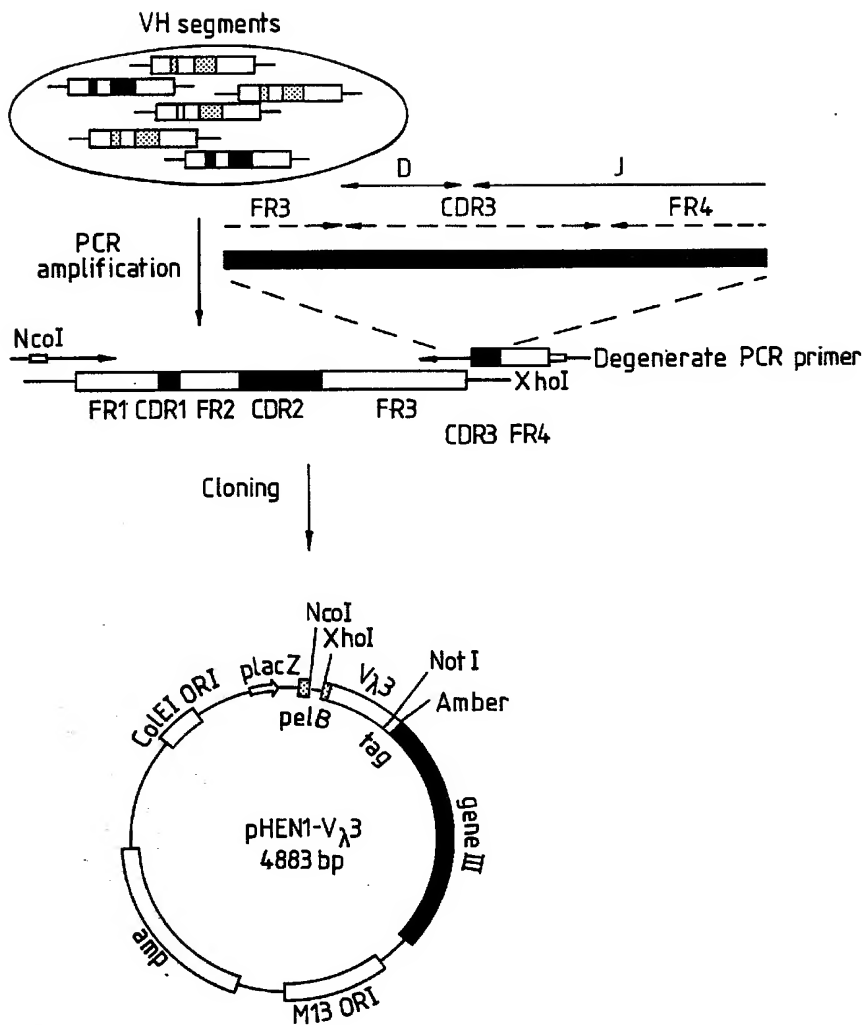 VH segments
D
J
FR3
CDR3
FR4
PCR
amplification
NcoI
Degenerate PCR primer
XhoI
FR1 CDR1 FR2 CDR2 FR3
CDR3 FR4
Cloning
NcoI
XhoI
NotI
Amber
placZ
pelB
Vλ3
tag
ColEI ORI
gene III
pHEN1-Vλ3
4883 bp
amp
M13 ORI